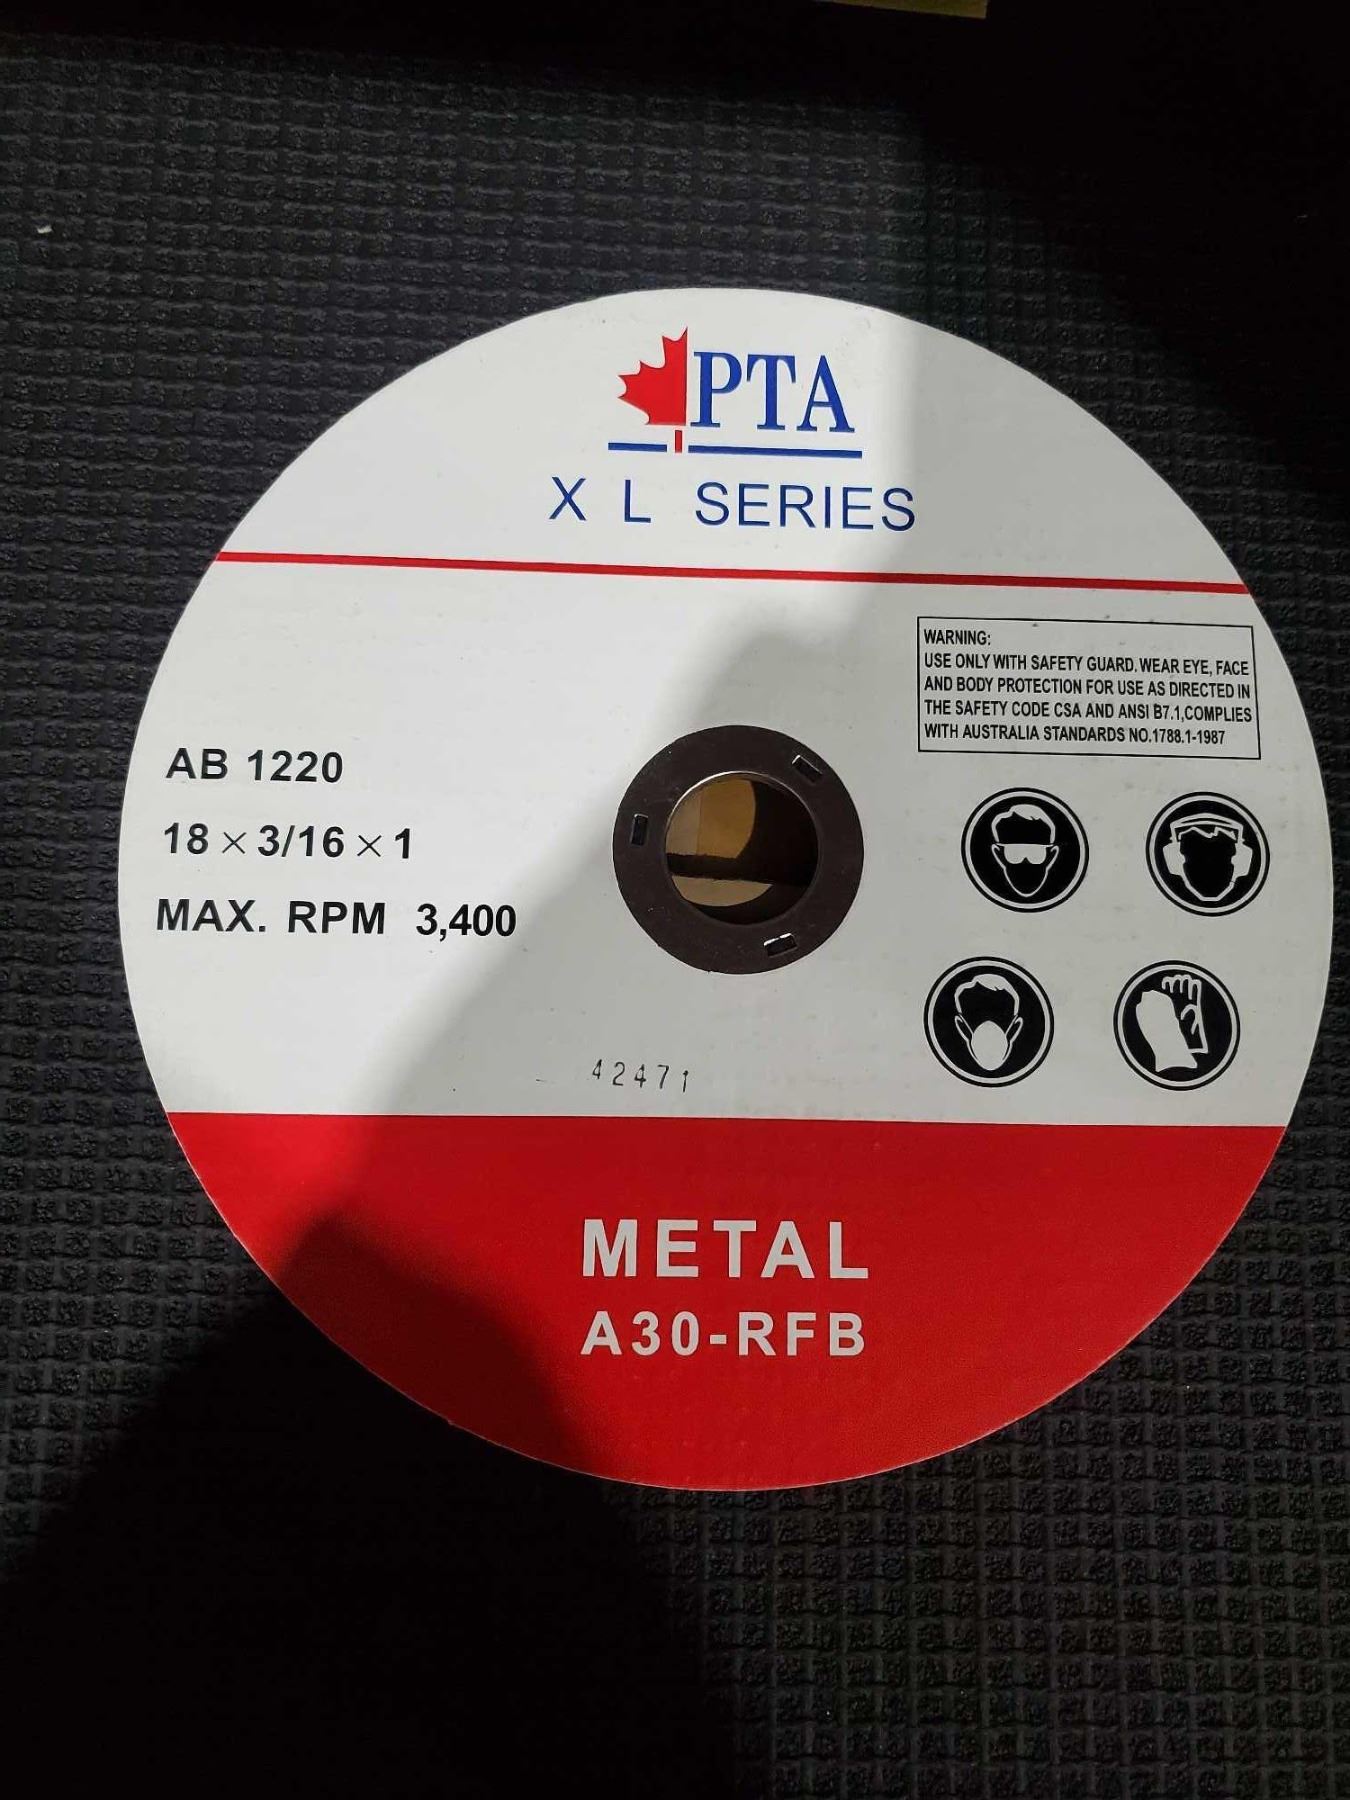 PTA
X L SERIES
WARNING:
USE ONLY WITH SAFETY GUARD. WEAR EYE, FACE
AND BODY PROTECTION FOR USE AS DIRECTED IN
THE SAFETY CODE CSA AND ANSI B7.1,COMPLIES
WITH AUSTRALIA STANDARDS NO.1788.1-1987
AB 1220
18 × 3/16 × 1
MAX. RPM 3,400
42471
METAL
A30-RFB